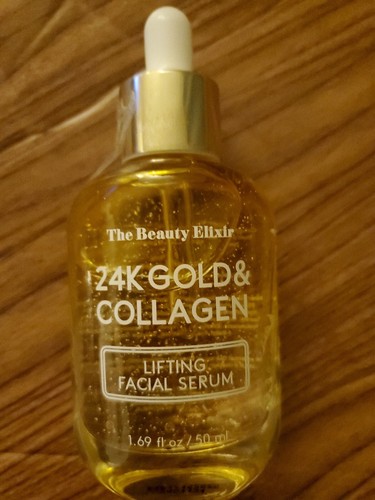 The Beauty Elixir
24K GOLD &
COLLAGEN
LIFTING
FACIAL SERUM
1.69 fl oz / 50 ml